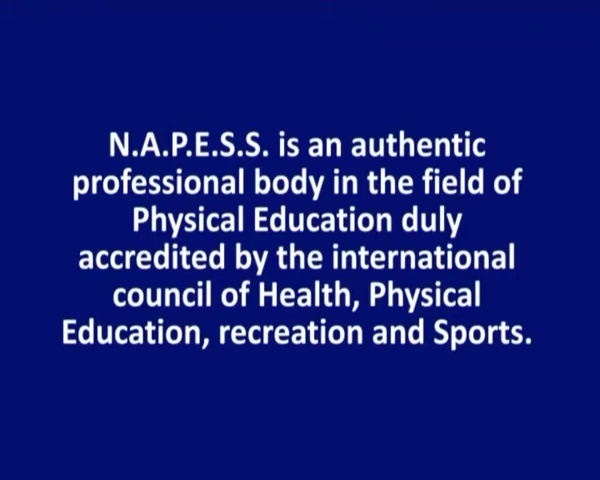 N.A.P.E.S.S. is an authentic
professional body in the field of
Physical Education duly
accredited by the international
council of Health, Physical
Education, recreation and Sports.